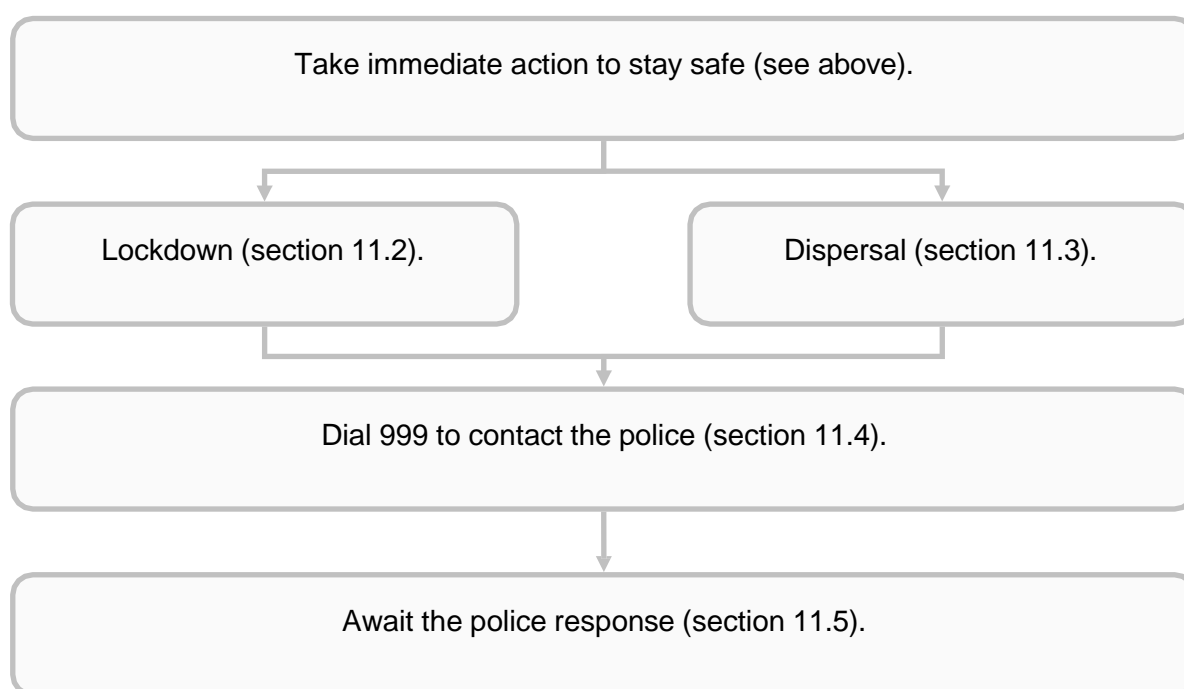 Take immediate action to stay safe (see above).
Lockdown (section 11.2).
Dispersal (section 11.3).
Dial 999 to contact the police (section 11.4).
Await the police response (section 11.5).